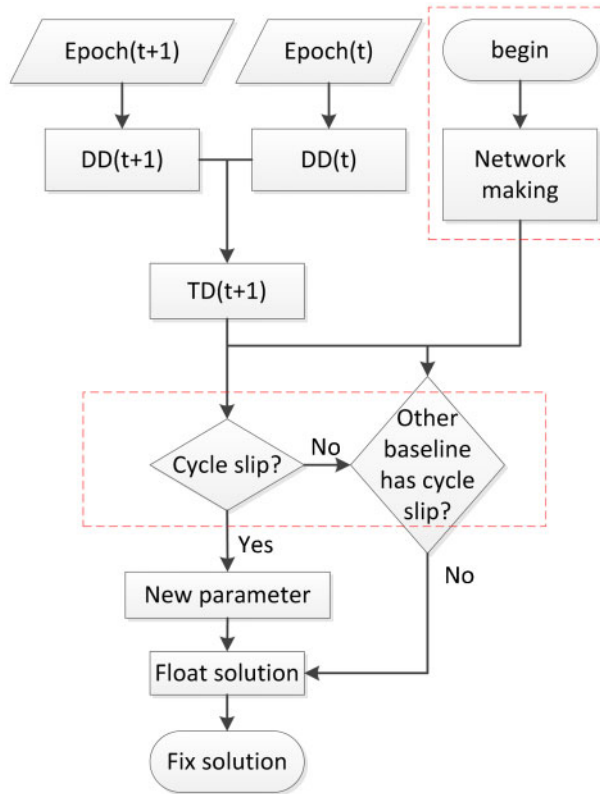 Epoch(t+1)
Epoch(t)
begin
DD(t+1)
DD(t)
Network
making
TD(t+1)
Cycle slip?
No
Other
baseline
has cycle
slip?
Yes
No
New parameter
Float solution
Fix solution